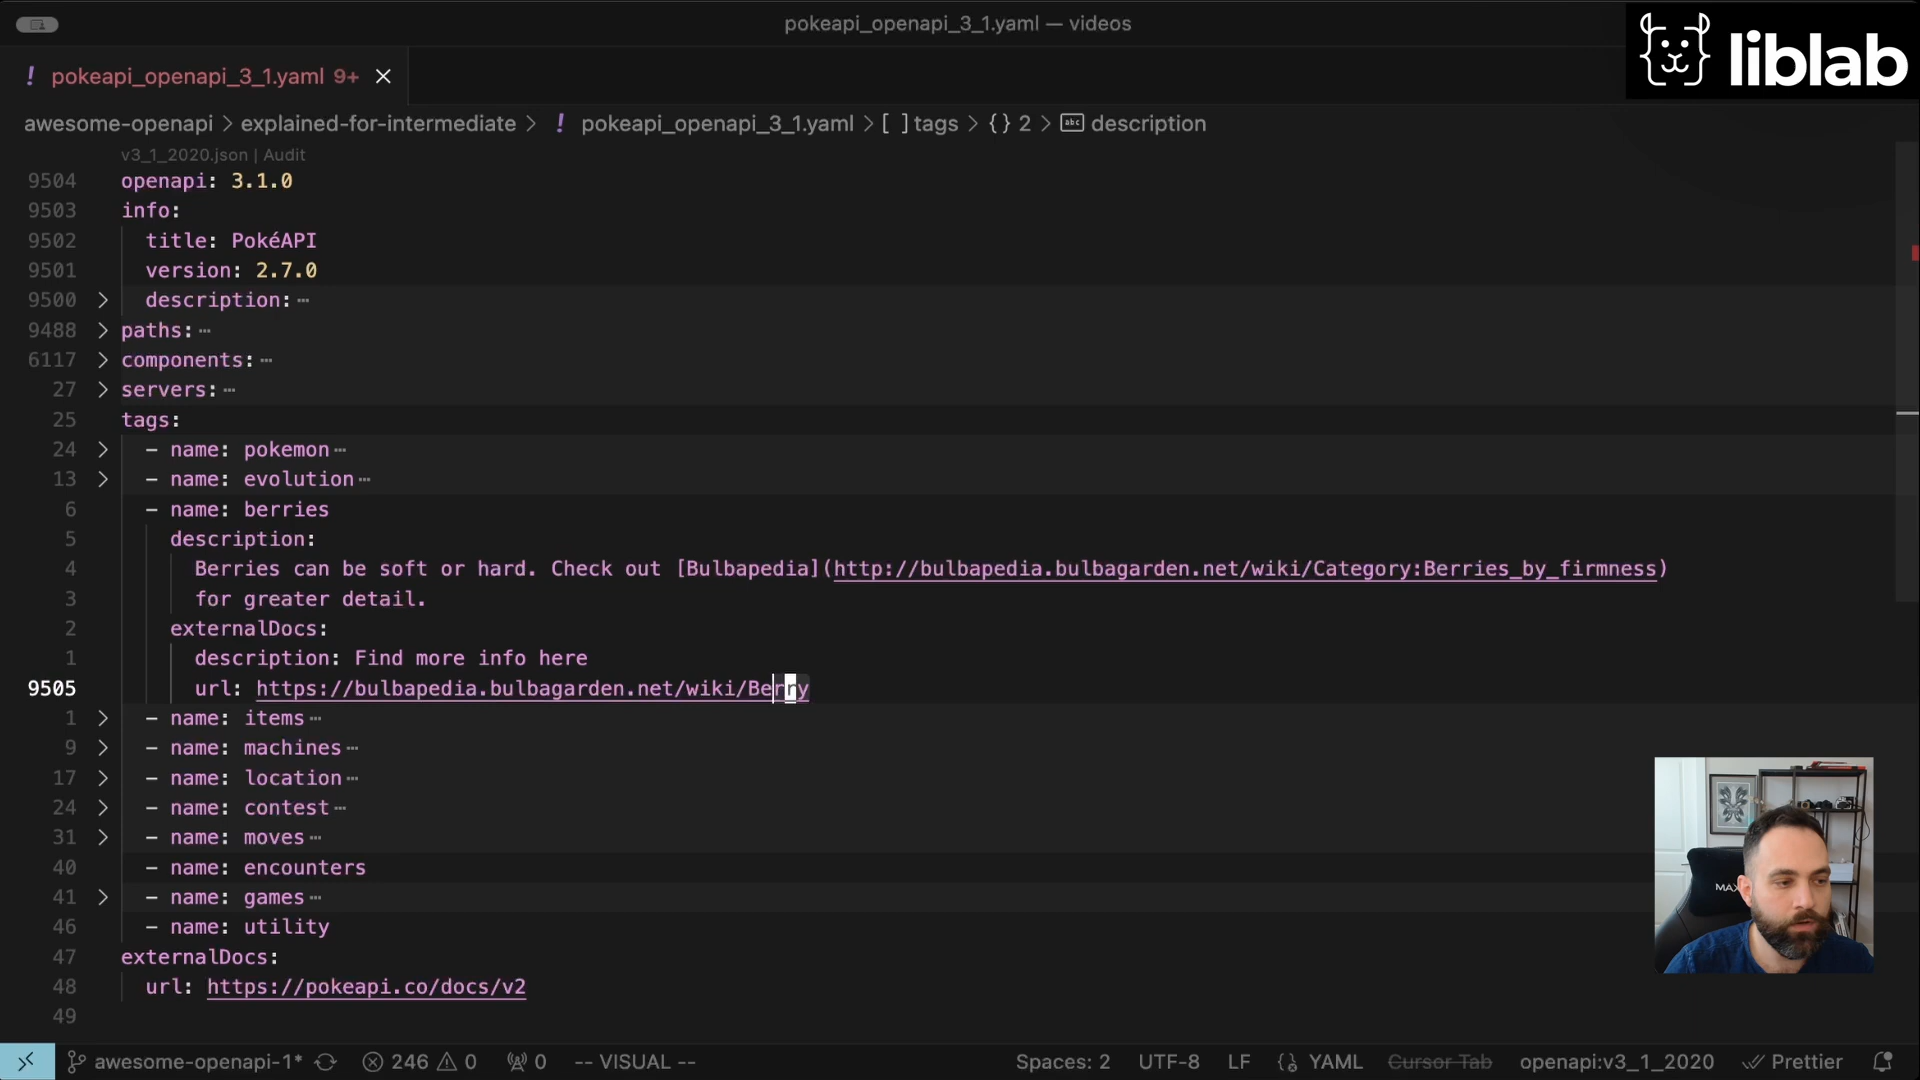 pokeapi_openapi_3_1.yaml — videos
liblab
! pokeapi_openapi_3_1.yaml 9+ ×
awesome-openapi > explained-for-intermediate > ! pokeapi_openapi_3_1.yaml > [ ] tags > {} 2 > abc description
v3_1_2020.json | Audit
9504 openapi: 3.1.0
9503 info:
9502 title: PokéAPI
9501 version: 2.7.0
9500 > description: ⋯
9488 > paths: ⋯
6117 > components: ⋯
27 > servers: ⋯
25 tags:
24 > - name: pokemon ⋯
13 > - name: evolution ⋯
6 - name: berries
5 description:
4 Berries can be soft or hard. Check out [Bulbapedia](http://bulbapedia.bulbagarden.net/wiki/Category:Berries_by_firmness)
3 for greater detail.
2 externalDocs:
1 description: Find more info here
9505 url: https://bulbapedia.bulbagarden.net/wiki/Berry
1 > - name: items ⋯
9 > - name: machines ⋯
17 > - name: location ⋯
24 > - name: contest ⋯
31 > - name: moves ⋯
40 - name: encounters
41 > - name: games ⋯
46 - name: utility
47 externalDocs:
48 url: https://pokeapi.co/docs/v2
49
MAX
awesome-openapi-1* 246 0 0 -- VISUAL -- Spaces: 2 UTF-8 LF {} YAML Cursor Tab openapi:v3_1_2020 Prettier